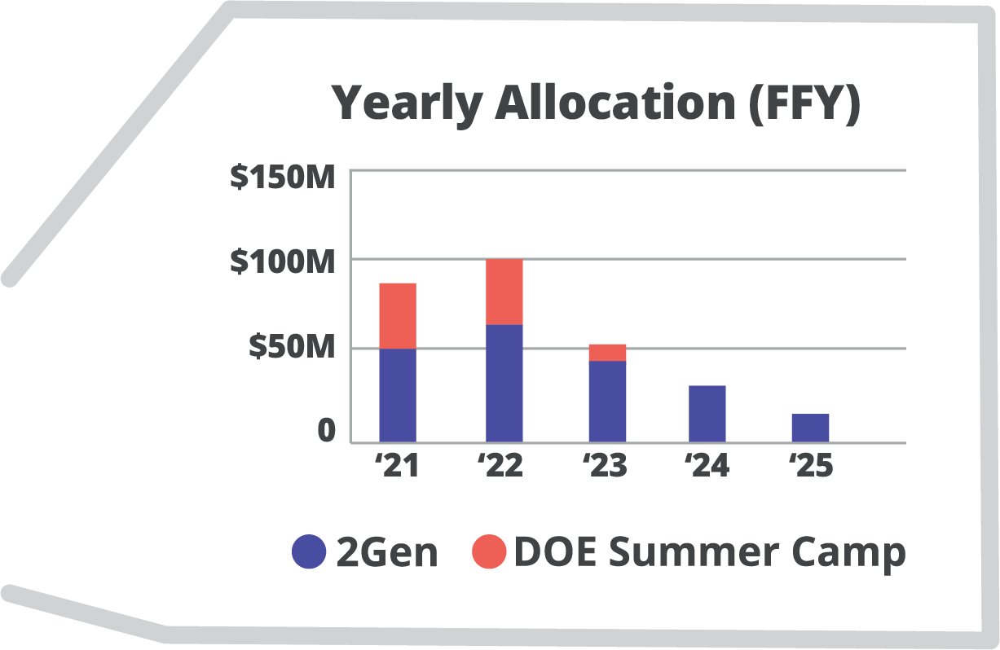 Yearly Allocation (FFY)
$150M
$100M
$50M
0
‘21 ‘22 ‘23 ‘24 ‘25
2Gen DOE Summer Camp